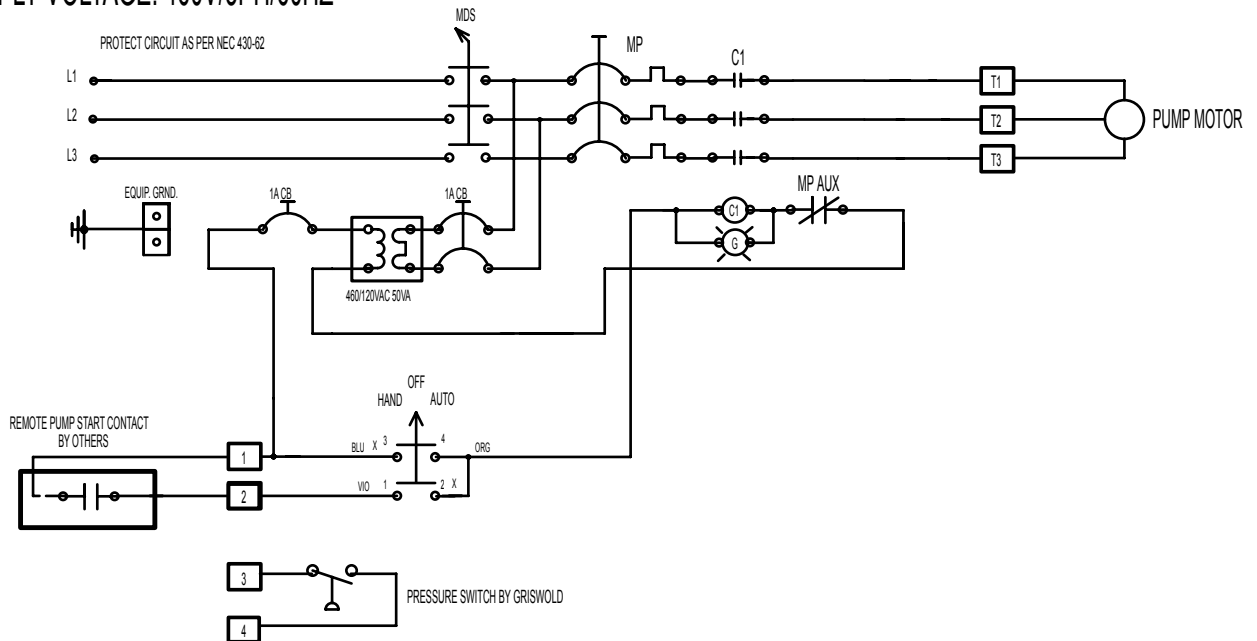 MDS
PROTECT CIRCUIT AS PER NEC 430-62
MP
C1
L1
T1
L2
T2
PUMP MOTOR
L3
T3
EQUIP. GRND.
1A CB
1A CB
MP AUX
C1
G
460/120VAC 50VA
OFF
HAND
AUTO
REMOTE PUMP START CONTACT
BY OTHERS
1
BLU X 3
4
ORG
2
VIO 1
2 X
3
PRESSURE SWITCH BY GRISWOLD
4